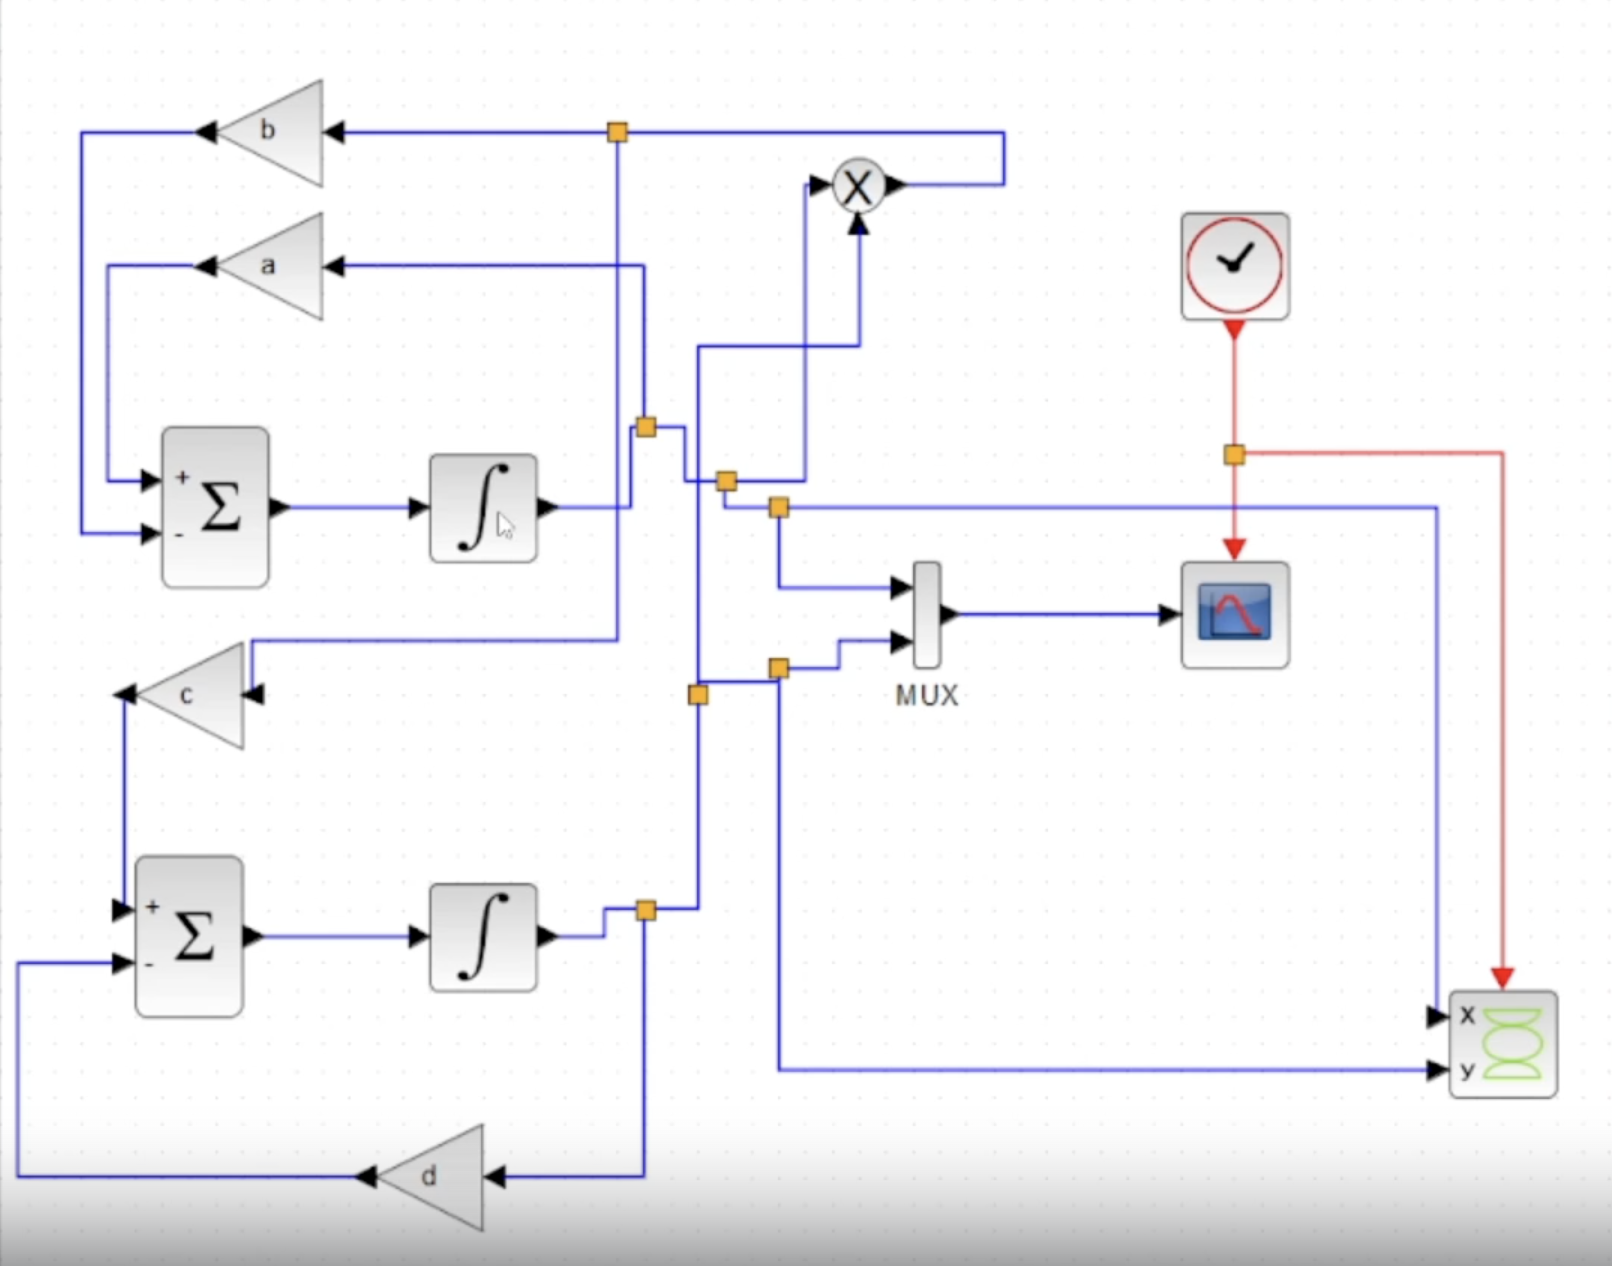 b
X
a
+
Σ
-
∫
MUX
c
+
Σ
-
∫
x
y
d